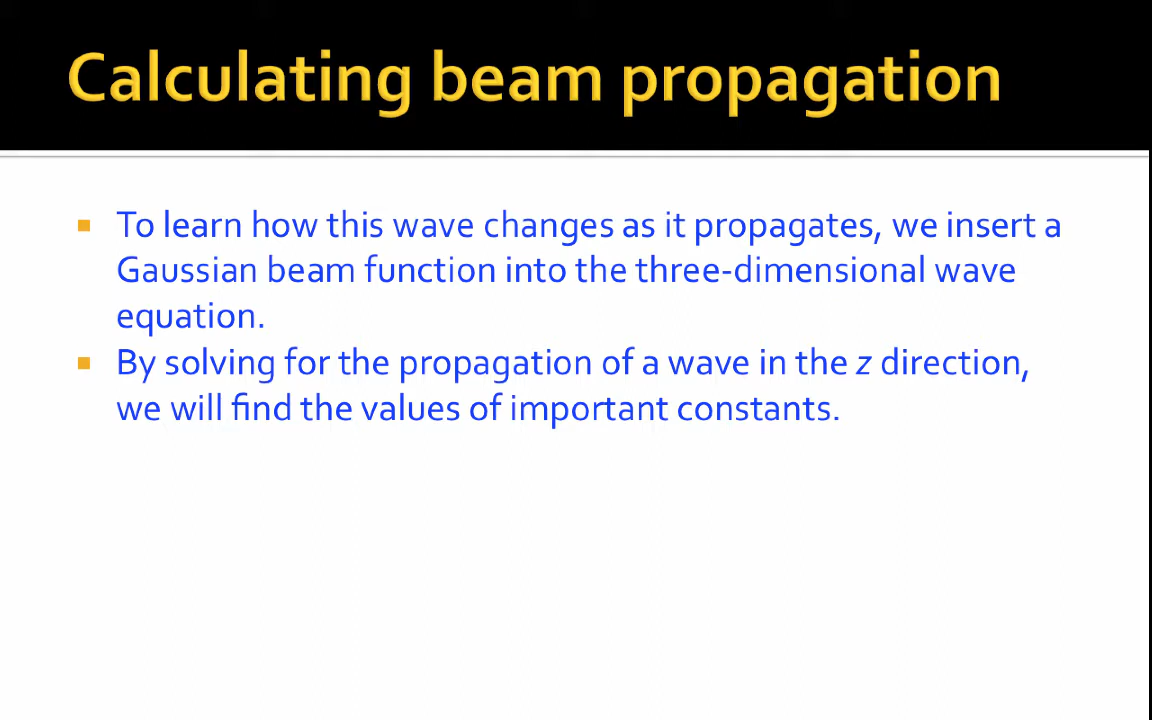 Calculating beam propagation
To learn how this wave changes as it propagates, we insert a
Gaussian beam function into the three-dimensional wave
equation.
By solving for the propagation of a wave in the z direction,
we will find the values of important constants.